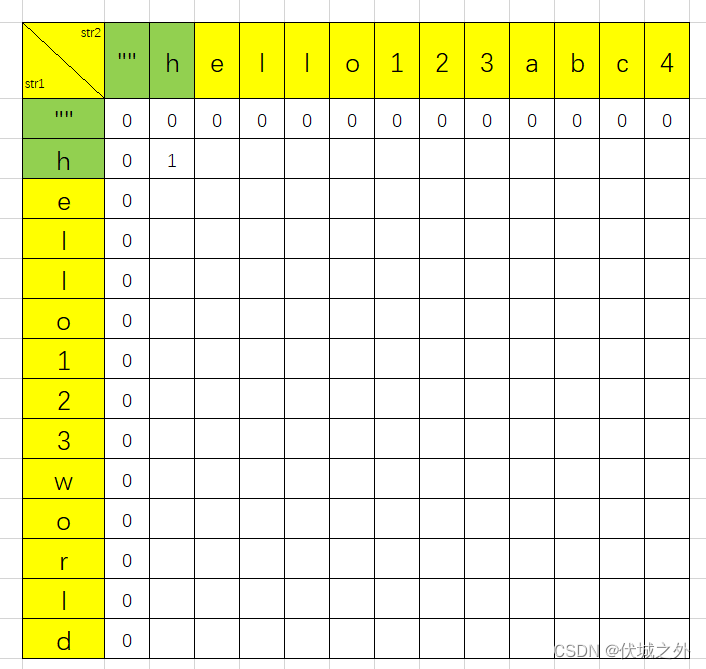 str2
str1
"" h e l l o 1 2 3 a b c 4
"" 0 0 0 0 0 0 0 0 0 0 0 0 0
h 0 1
e 0
l 0
l 0
o 0
1 0
2 0
3 0
w 0
o 0
r 0
l 0
d 0
CSDN @伏城之外